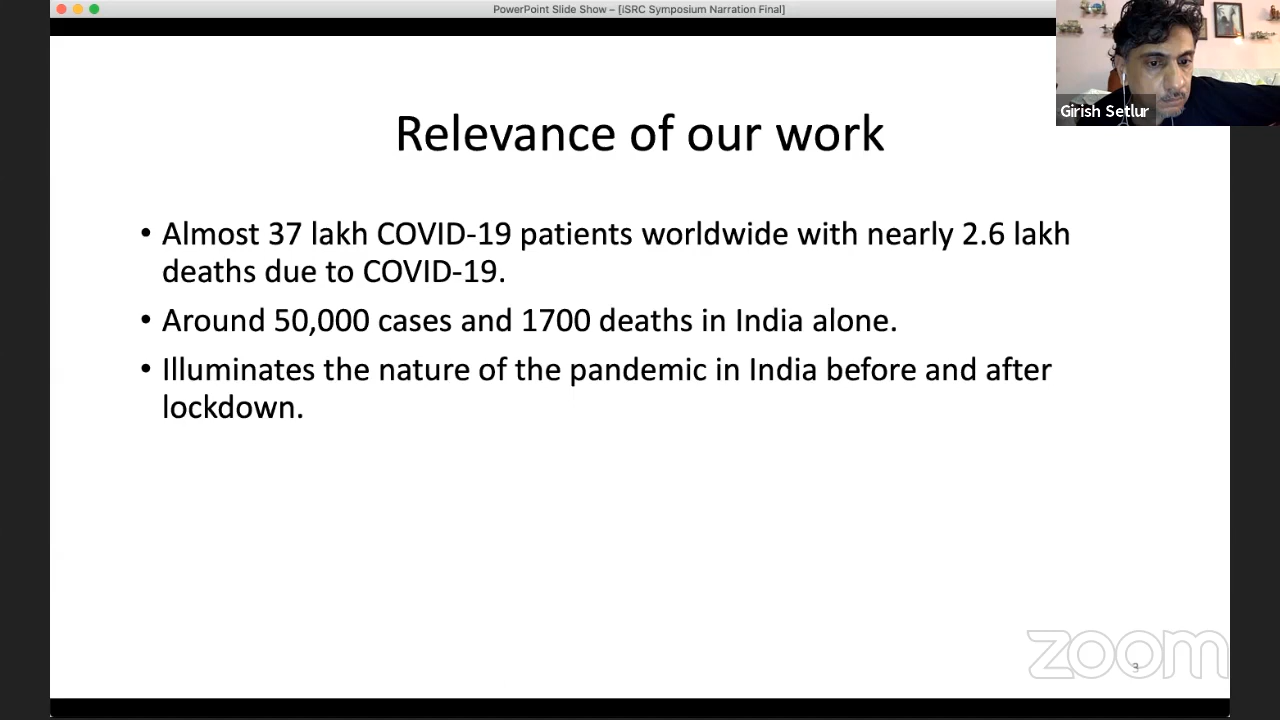 PowerPoint Slide Show – [iSRC Symposium Narration Final]
Girish Setlur
Relevance of our work
• Almost 37 lakh COVID-19 patients worldwide with nearly 2.6 lakh
deaths due to COVID-19.
• Around 50,000 cases and 1700 deaths in India alone.
• Illuminates the nature of the pandemic in India before and after
lockdown.
zoom
3